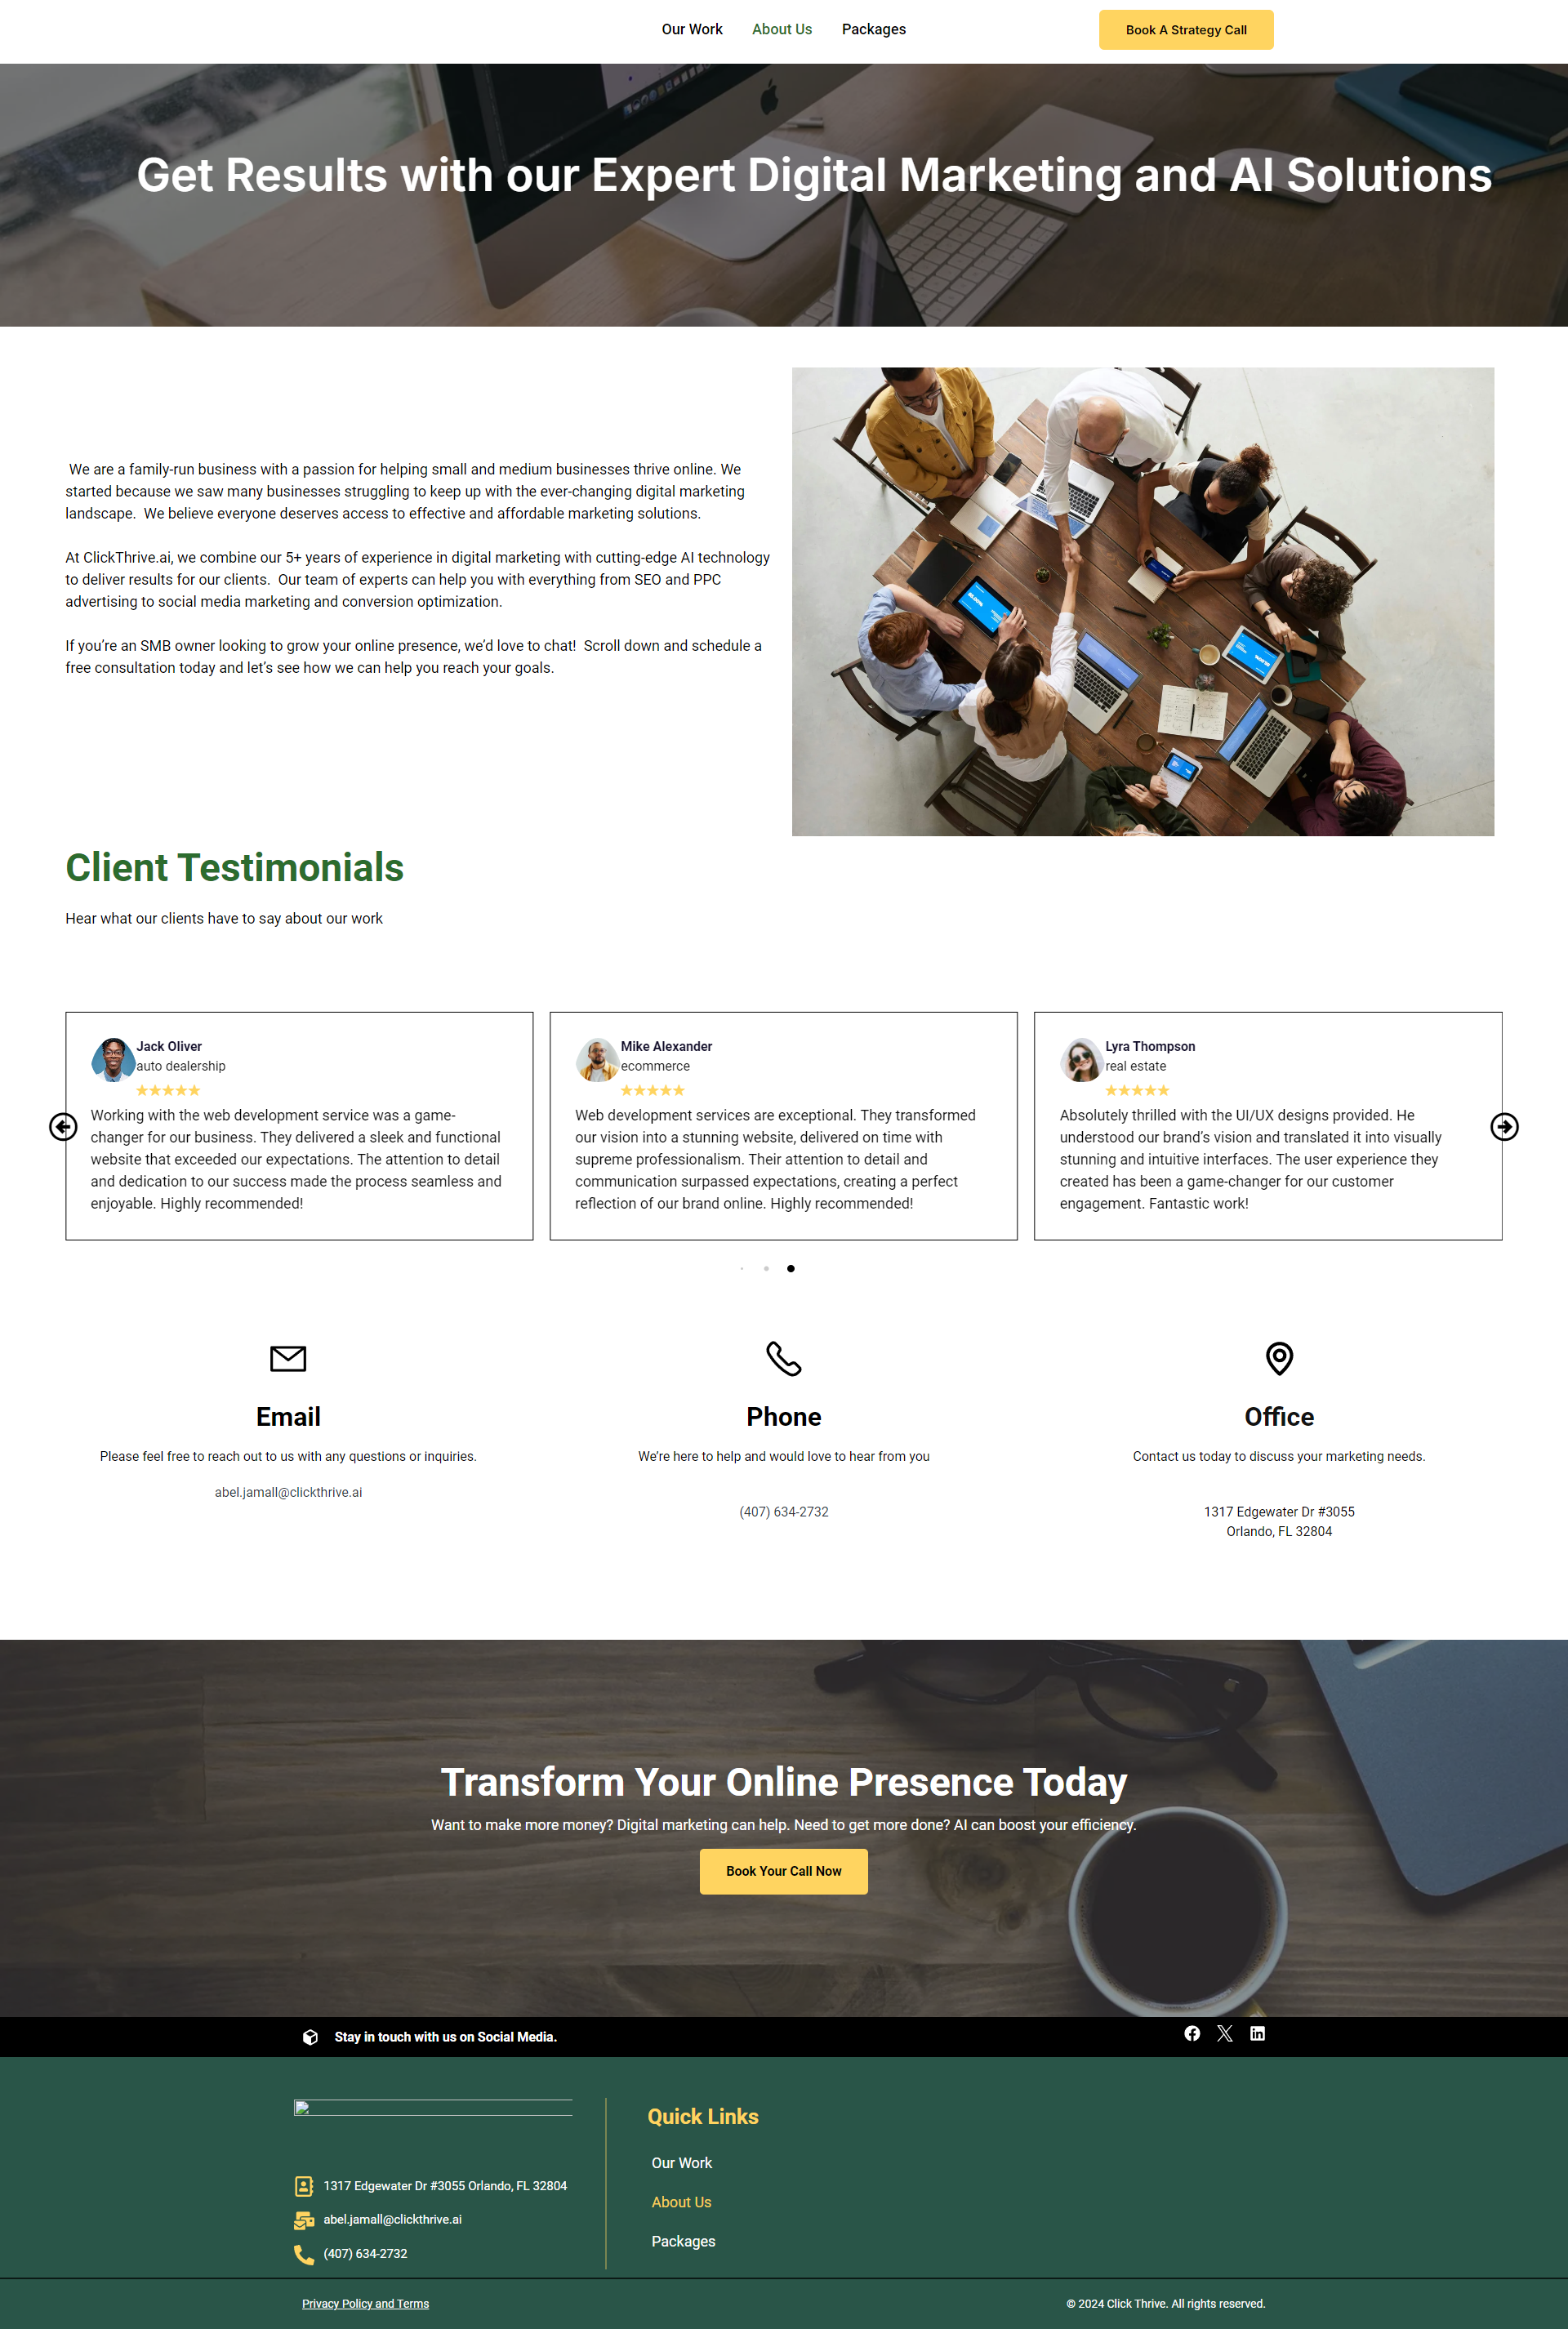 Our Work
About Us
Packages
Book A Strategy Call
Get Results with our Expert Digital Marketing and AI Solutions
We are a family-run business with a passion for helping small and medium businesses thrive online. We
started because we saw many businesses struggling to keep up with the ever-changing digital marketing
landscape.  We believe everyone deserves access to effective and affordable marketing solutions.
At ClickThrive.ai, we combine our 5+ years of experience in digital marketing with cutting-edge AI technology
to deliver results for our clients.  Our team of experts can help you with everything from SEO and PPC
advertising to social media marketing and conversion optimization.
If you’re an SMB owner looking to grow your online presence, we’d love to chat!  Scroll down and schedule a
free consultation today and let’s see how we can help you reach your goals.
Client Testimonials
Hear what our clients have to say about our work
Jack Oliver
auto dealership
Working with the web development service was a game-
changer for our business. They delivered a sleek and functional
website that exceeded our expectations. The attention to detail
and dedication to our success made the process seamless and
enjoyable. Highly recommended!
Mike Alexander
ecommerce
Web development services are exceptional. They transformed
our vision into a stunning website, delivered on time with
supreme professionalism. Their attention to detail and
communication surpassed expectations, creating a perfect
reflection of our brand online. Highly recommended!
Lyra Thompson
real estate
Absolutely thrilled with the UI/UX designs provided. He
understood our brand’s vision and translated it into visually
stunning and intuitive interfaces. The user experience they
created has been a game-changer for our customer
engagement. Fantastic work!
Email
Please feel free to reach out to us with any questions or inquiries.
abel.jamall@clickthrive.ai
Phone
We’re here to help and would love to hear from you
(407) 634-2732
Office
Contact us today to discuss your marketing needs.
1317 Edgewater Dr #3055
Orlando, FL 32804
Transform Your Online Presence Today
Want to make more money? Digital marketing can help. Need to get more done? AI can boost your efficiency.
Book Your Call Now
Stay in touch with us on Social Media.
1317 Edgewater Dr #3055 Orlando, FL 32804
abel.jamall@clickthrive.ai
(407) 634-2732
Quick Links
Our Work
About Us
Packages
Privacy Policy and Terms
© 2024 Click Thrive. All rights reserved.